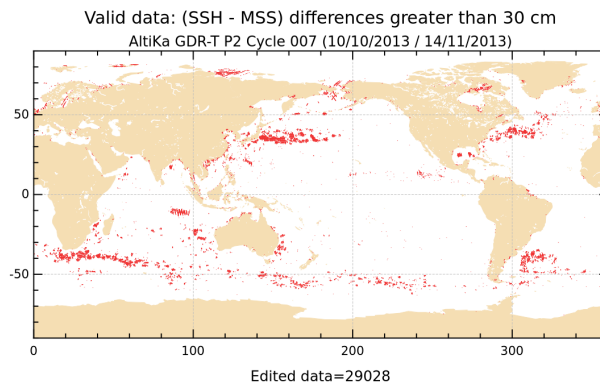 Valid data: (SSH - MSS) differences greater than 30 cm
AltiKa GDR-T P2 Cycle 007 (10/10/2013 / 14/11/2013)
50
0
-50
0 100 200 300
Edited data=29028